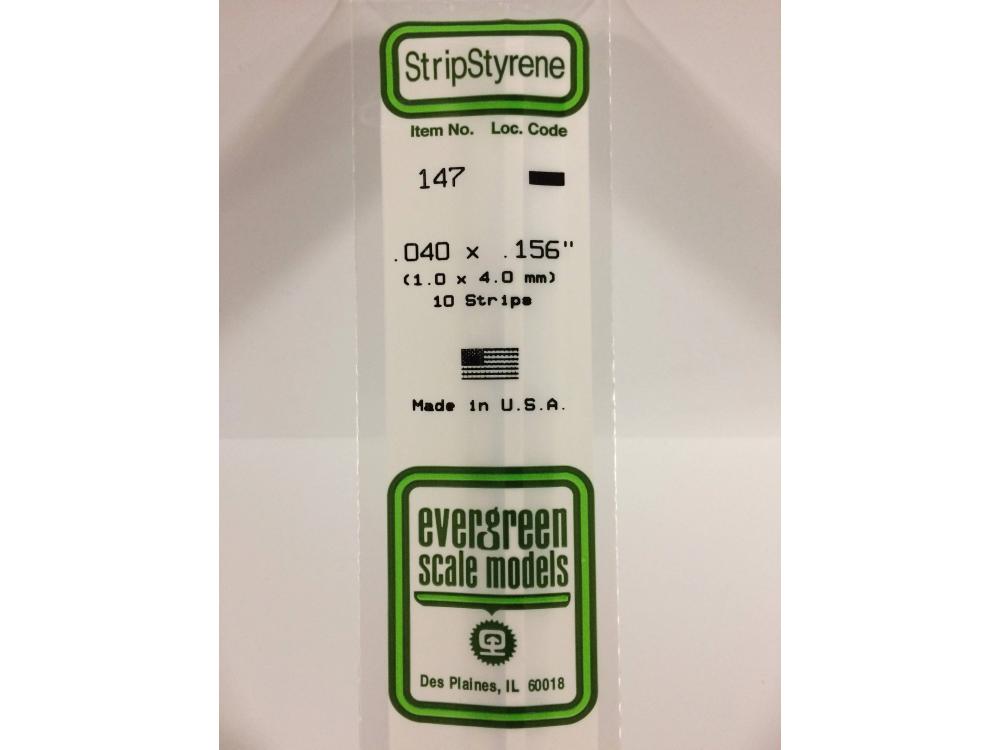 StripStyrene
Item No. Loc. Code
147
.040 x .156"
(1.0 x 4.0 mm)
10 Strips
Made in U.S.A.
evergreen
scale models
Des Plaines, IL 60018